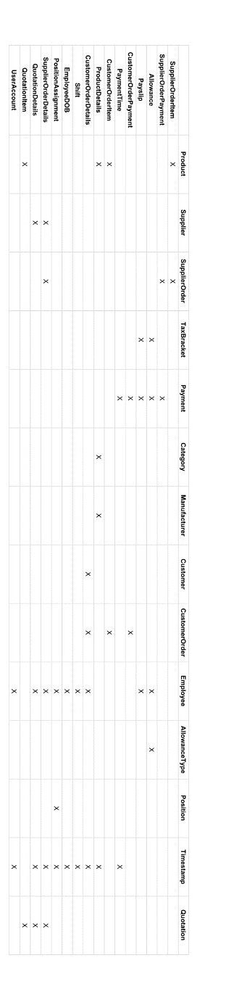 Product Supplier SupplierOrder TaxBracket Payment Category Manufacturer Customer CustomerOrder Employee AllowanceType Position Timestamp Quotation
SupplierOrderItem X X
SupplierOrderPayment X X
Allowance X X X X
Payslip X X X
CustomerOrderPayment X X
PaymentTime X X
CustomerOrderItem X X
ProductDetails X X X X
CustomerOrderDetails X X X X
Shift X X
EmployeeDOB X X
PositionAssignment X X X
SupplierOrderDetails X X X X X
QuotationDetails X X X X
QuotationItem X X
UserAccount X X